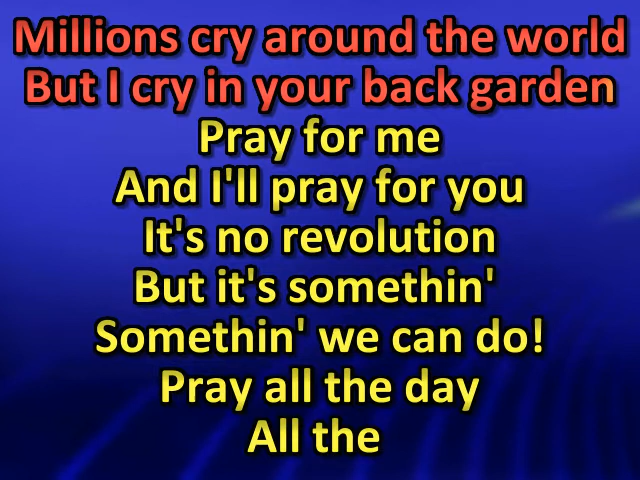 Millions cry around the world
But I cry in your back garden
Pray for me
And I'll pray for you
It's no revolution
But it's somethin'
Somethin' we can do!
Pray all the day
All the